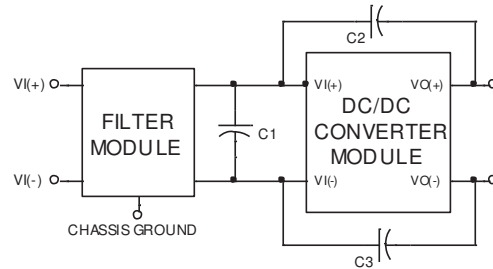 C2
VI(+)
VI(+)
VO(+)
FILTER
MODULE
C1
DC/DC
CONVERTER
MODULE
VI(-)
VI(-)
VO(-)
CHASSIS GROUND
C3